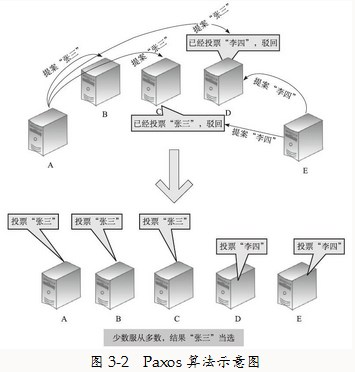 提案“张三”
提案“张三”
提案“张三”
已经投票“李四”，驳回
B
C
D
提案“李四”
已经投票“张三”，驳回
提案“李四”
A
E
投票“张三”
投票“张三”
投票“张三”
投票“李四”
投票“李四”
A
B
C
D
E
少数服从多数，结果“张三”当选
图 3-2 Paxos 算法示意图